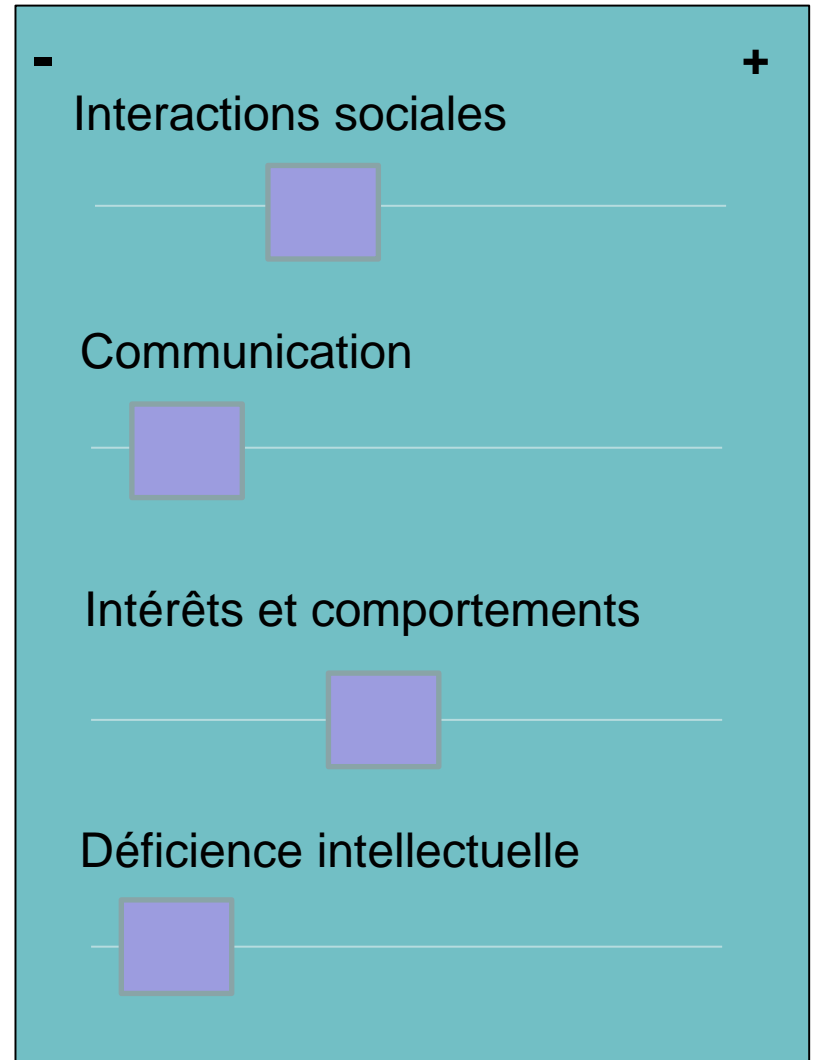 - +
Interactions sociales
Communication
Intérêts et comportements
Déficience intellectuelle